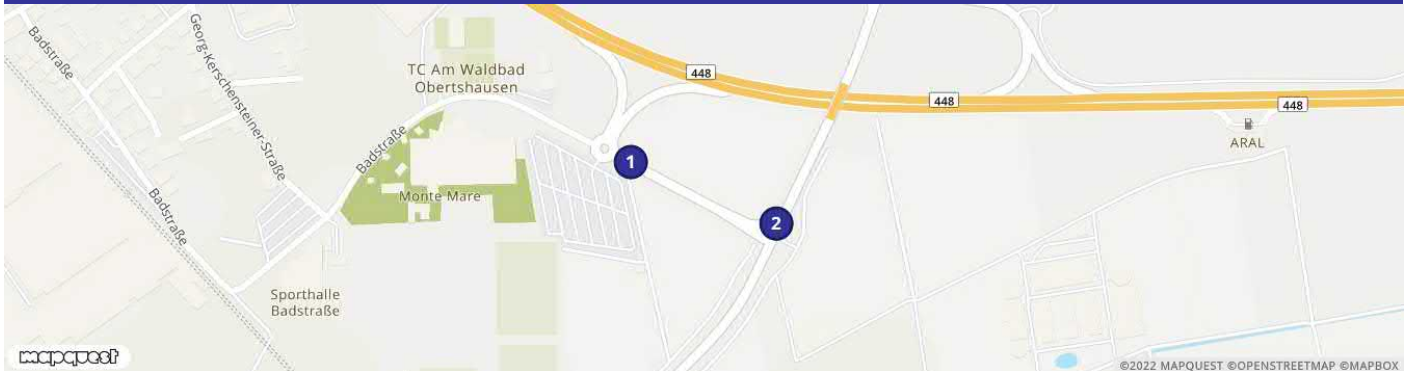 Badstraße
Georg-Kerschensteiner-Straße
TC Am Waldbad
Obertshausen
448
448
448
ARAL
Badstraße
1
Monte Mare
Badstraße
2
Sporthalle
Badstraße
mapquest
©2022 MAPQUEST ©OPENSTREETMAP ©MAPBOX